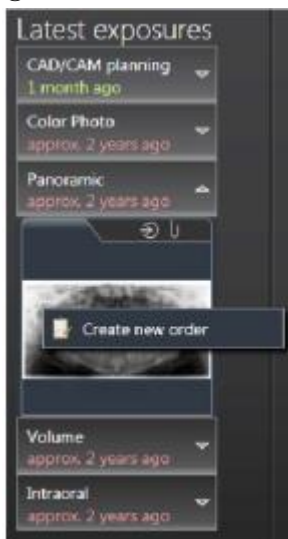 Latest exposures
CAD/CAM planning
1 month ago
Color Photo
approx. 2 years ago
Panoramic
approx. 2 years ago
Create new order
Volume
approx. 2 years ago
Intraoral
approx. 2 years ago